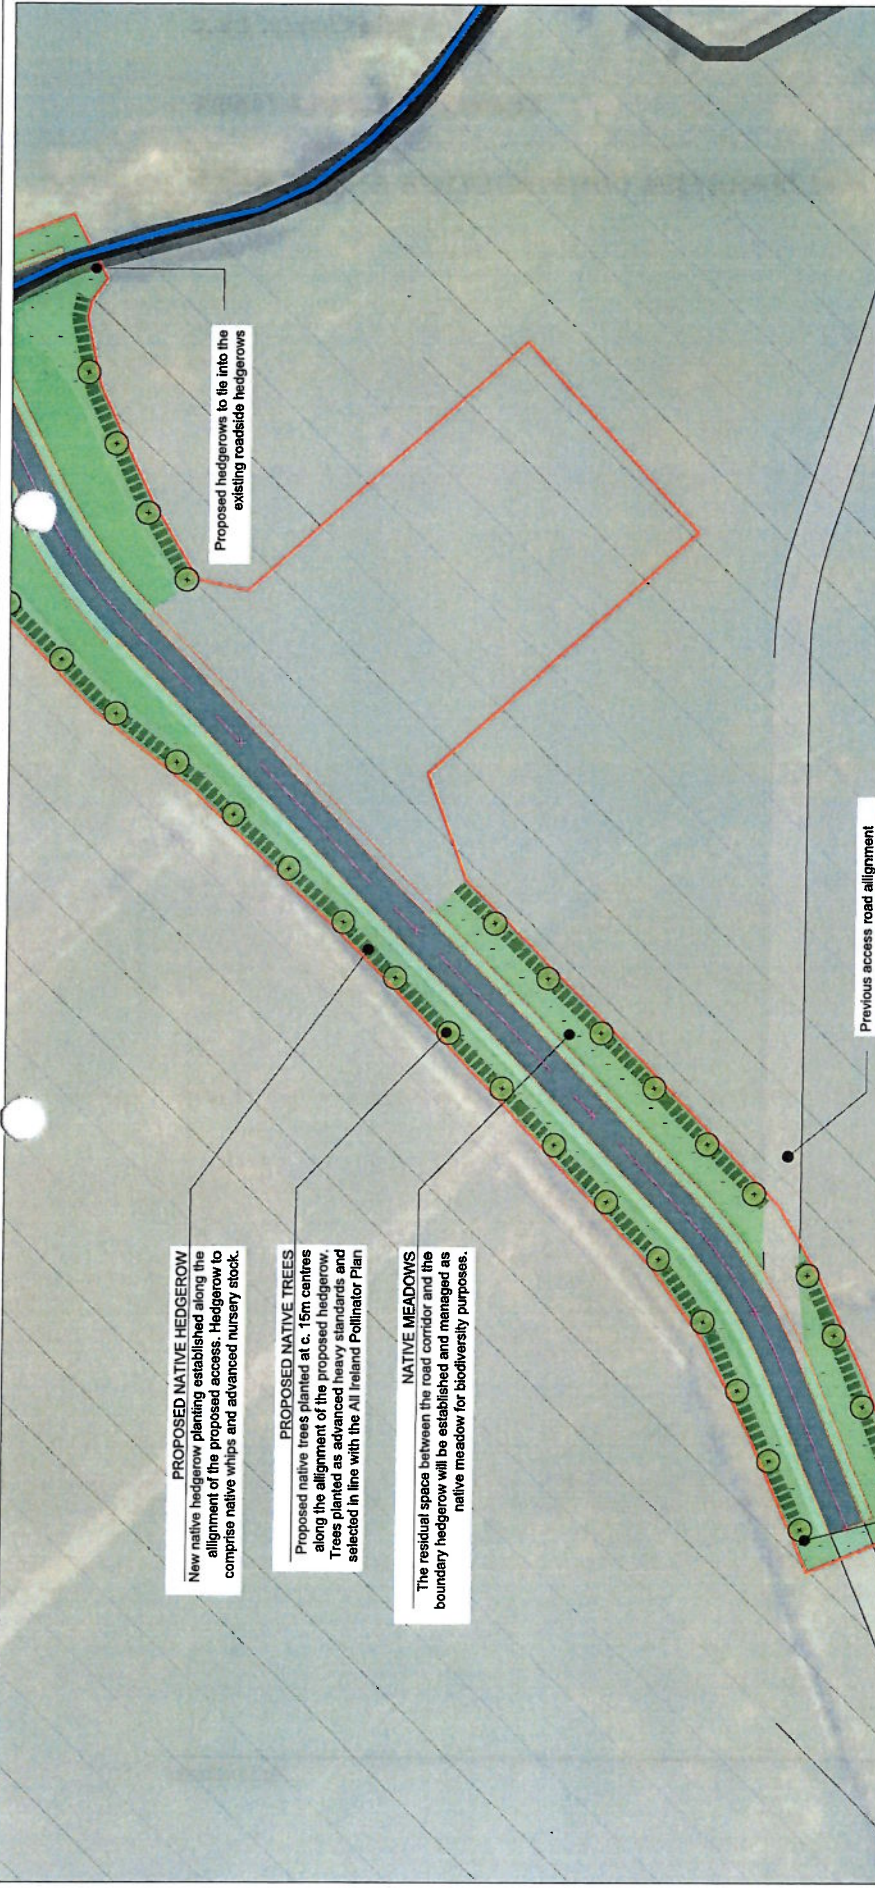 PROPOSED NATIVE HEDGEROW
New native hedgerow planting established along the
allignment of the proposed access. Hedgerow to
comprise native whips and advanced nursery stock.
PROPOSED NATIVE TREES
Proposed native trees planted at c. 15m centres
along the allignment of the proposed hedgerow.
Trees planted as advanced heavy standards and
selected in line with the All Ireland Pollinator Plan
NATIVE MEADOWS
The residual space between the road corridor and the
boundary hedgerow will be established and managed as
native meadow for biodiversity purposes.
Proposed hedgerows to tie into the
existing roadside hedgerows
Previous access road allignment